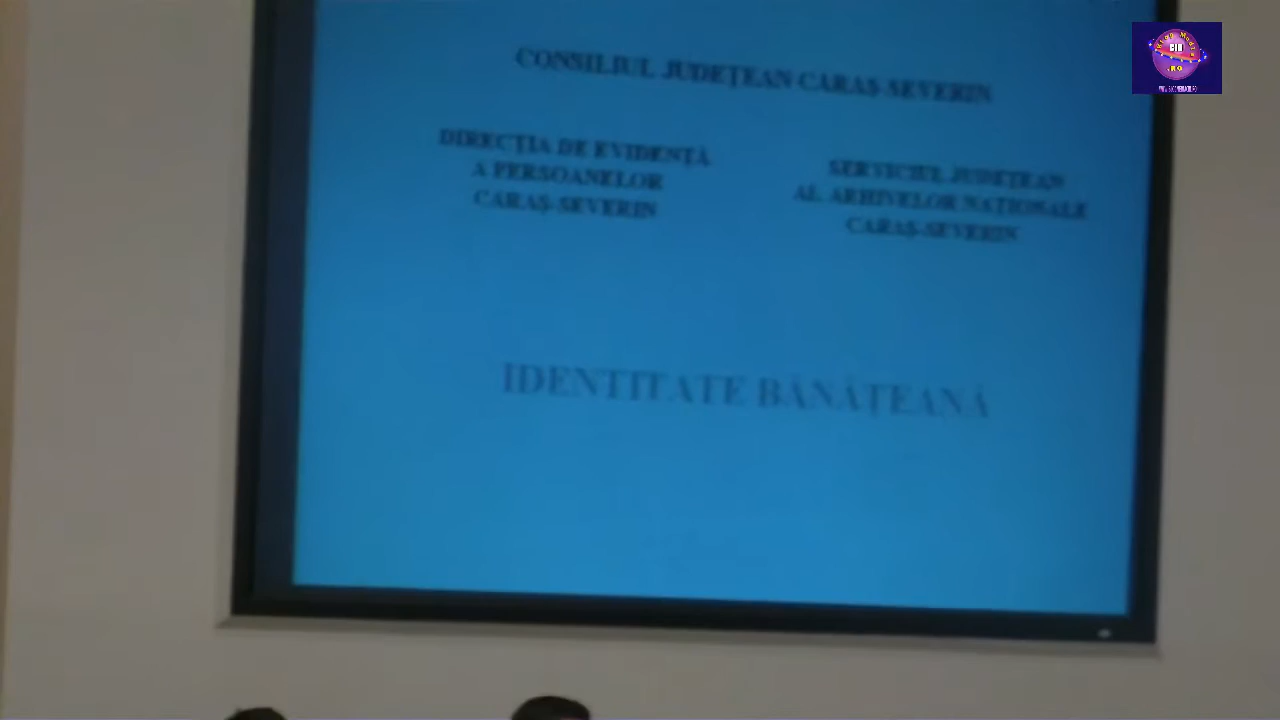 CONSILIUL JUDEȚEAN CARAȘ-SEVERIN
DIRECȚIA DE EVIDENȚĂ
A PERSOANELOR
CARAȘ-SEVERIN
SERVICIUL JUDEȚEAN
AL ARHIVELOR NAȚIONALE
CARAȘ-SEVERIN
IDENTITATE BĂNĂȚEANĂ
.RO